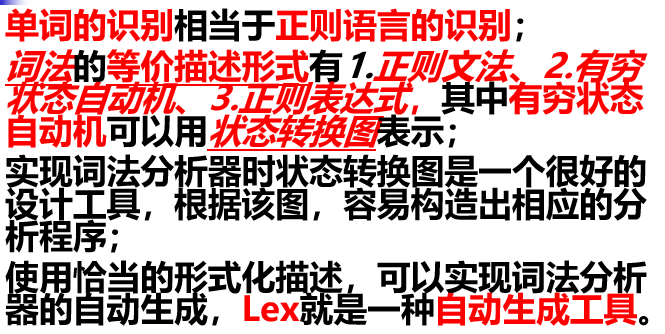 单词的识别相当于正则语言的识别；
词法的等价描述形式有1.正则文法、2.有穷
状态自动机、3.正则表达式，其中有穷状态
自动机可以用状态转换图表示；
实现词法分析器时状态转换图是一个很好的
设计工具，根据该图，容易构造出相应的分
析程序；
使用恰当的形式化描述，可以实现词法分析
器的自动生成，Lex就是一种自动生成工具。